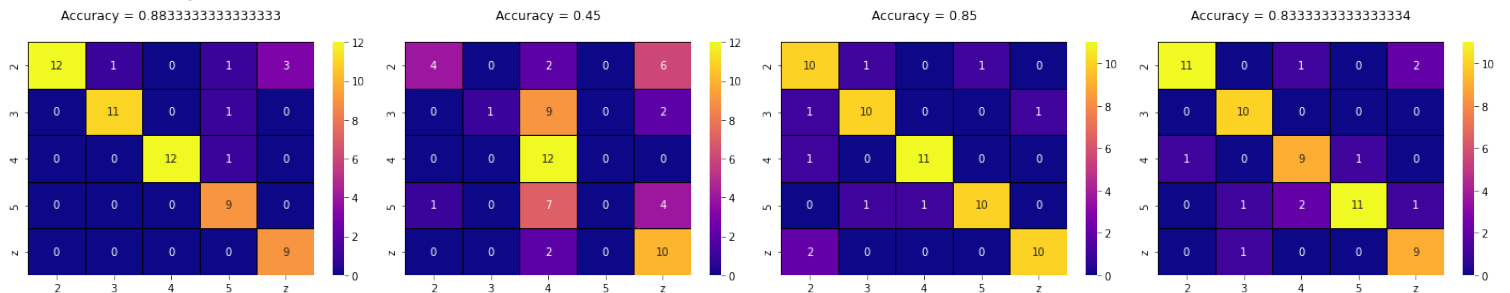 Accuracy = 0.8833333333333333
12 1 0 1 3
0 11 0 1 0
0 0 12 1 0
0 0 0 9 0
0 0 0 0 9
2 3 4 5 z
2 3 4 5 z
12
10
8
6
4
2
0
Accuracy = 0.45
4 0 2 0 6
0 1 9 0 2
0 0 12 0 0
1 0 7 0 4
0 0 2 0 10
2 3 4 5 z
2 3 4 5 z
12
10
8
6
4
2
0
Accuracy = 0.85
10 1 0 1 0
1 10 0 0 1
1 0 11 0 0
0 1 1 10 0
2 0 0 0 10
2 3 4 5 z
2 3 4 5 z
10
8
6
4
2
0
Accuracy = 0.8333333333333334
11 0 1 0 2
0 10 0 0 0
1 0 9 1 0
0 1 2 11 1
0 1 0 0 9
2 3 4 5 z
2 3 4 5 z
10
8
6
4
2
0